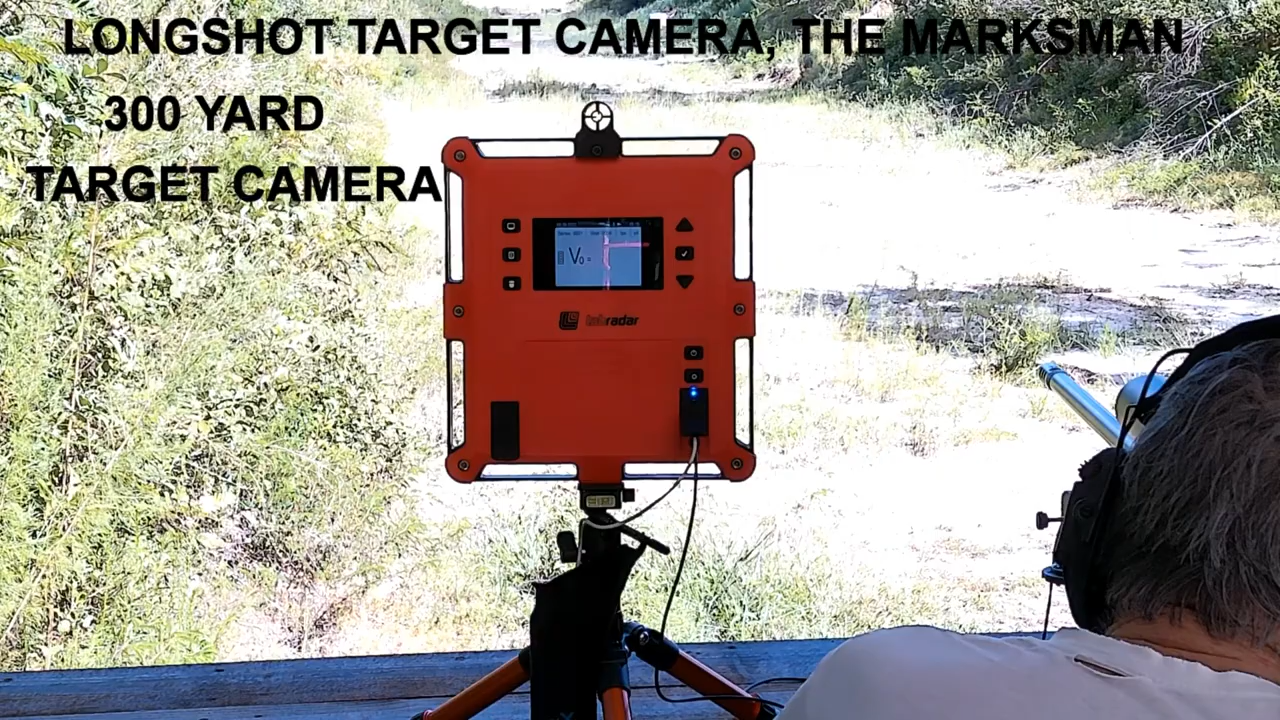 LONGSHOT TARGET CAMERA, THE MARKSMAN
300 YARD
TARGET CAMERA
V₀ =
labradar